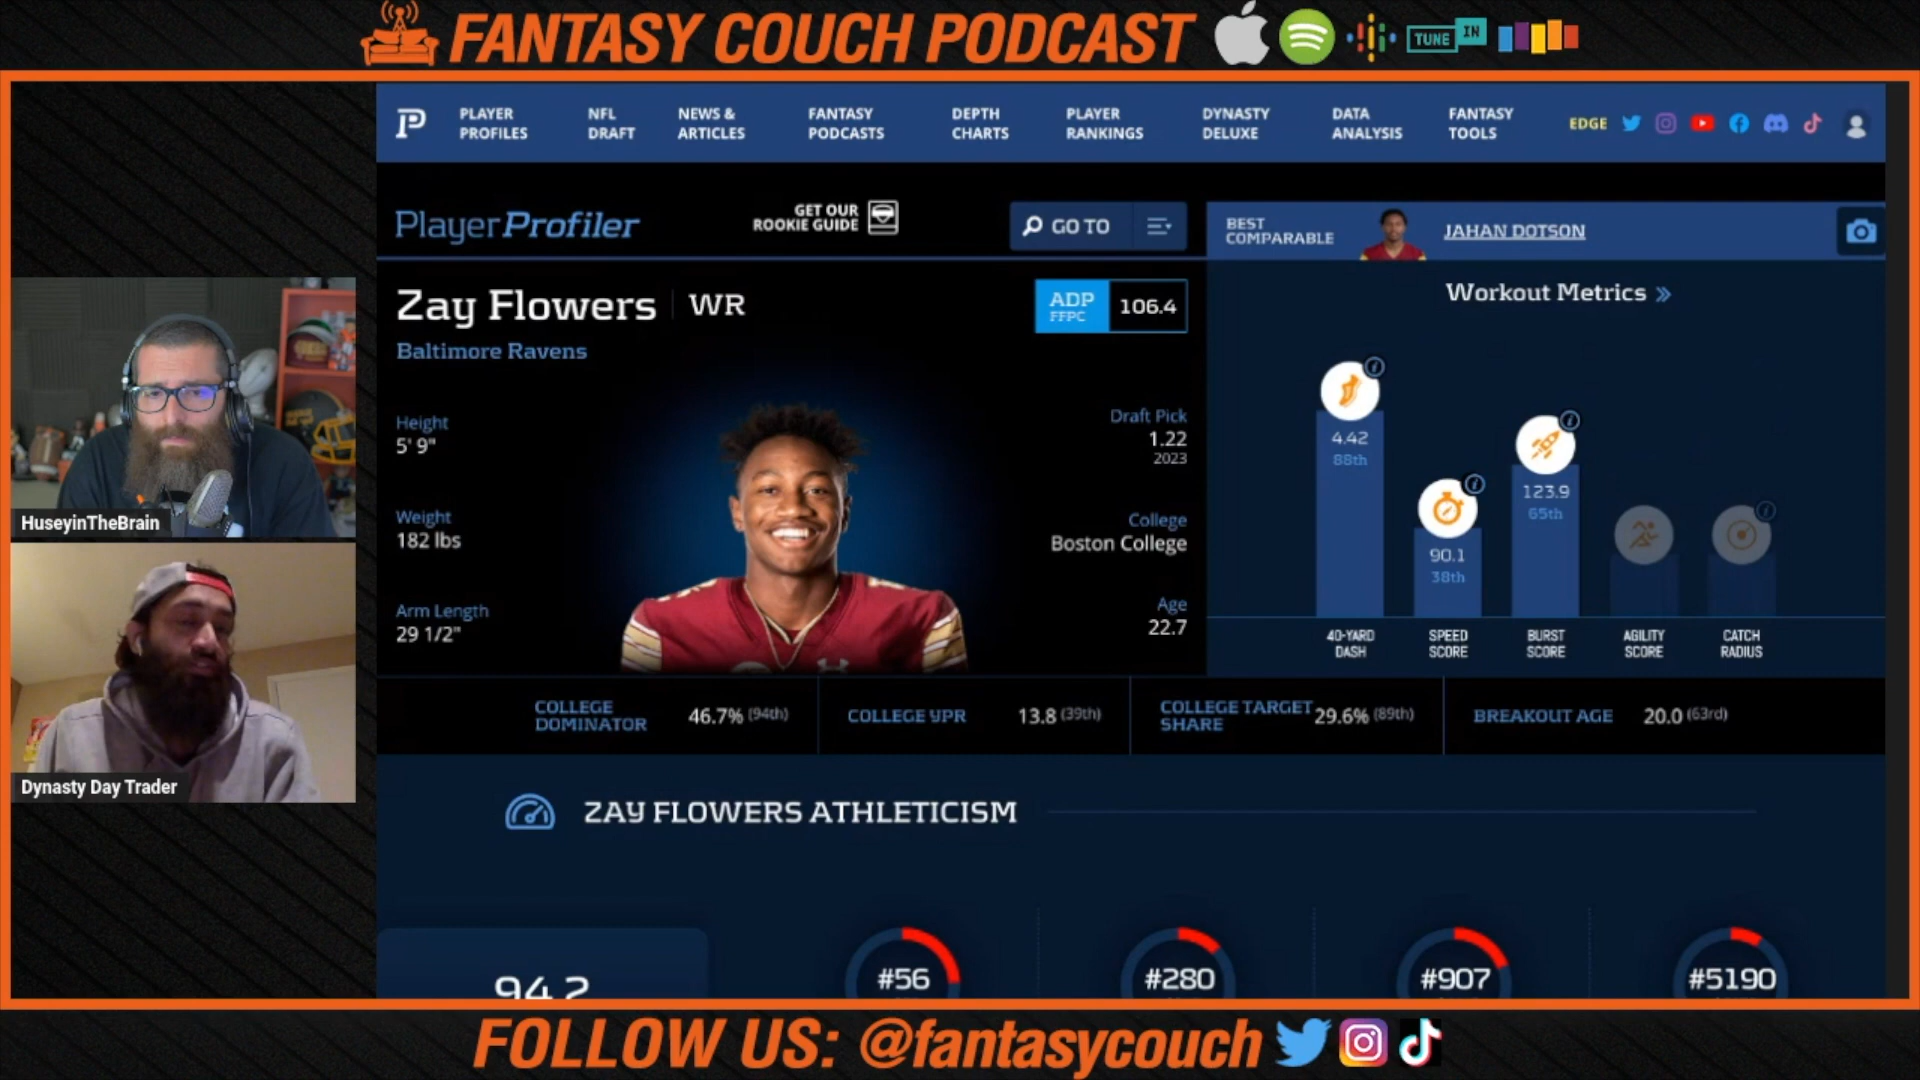 FANTASY COUCH PODCAST
TUNE IN
PLAYER PROFILES
NFL DRAFT
NEWS & ARTICLES
FANTASY PODCASTS
DEPTH CHARTS
PLAYER RANKINGS
DYNASTY DELUXE
DATA ANALYSIS
FANTASY TOOLS
EDGE
PlayerProfiler
GET OUR
ROOKIE GUIDE
GO TO
BEST
COMPARABLE
JAHAN DOTSON
Zay Flowers WR
ADP
FFPC
106.4
Baltimore Ravens
Height
5' 9"
Weight
182 lbs
Arm Length
29 1/2"
Draft Pick
1.22
2023
College
Boston College
Age
22.7
Workout Metrics »
4.42
88th
90.1
38th
123.9
65th
40-YARD
DASH
SPEED
SCORE
BURST
SCORE
AGILITY
SCORE
CATCH
RADIUS
COLLEGE
DOMINATOR
46.7% (94th)
COLLEGE YPR
13.8 (39th)
COLLEGE TARGET
SHARE
29.6% (89th)
BREAKOUT AGE
20.0 (63rd)
ZAY FLOWERS ATHLETICISM
94.2
#56
#280
#907
#5190
HuseyinTheBrain
Dynasty Day Trader
FOLLOW US: @fantasycouch